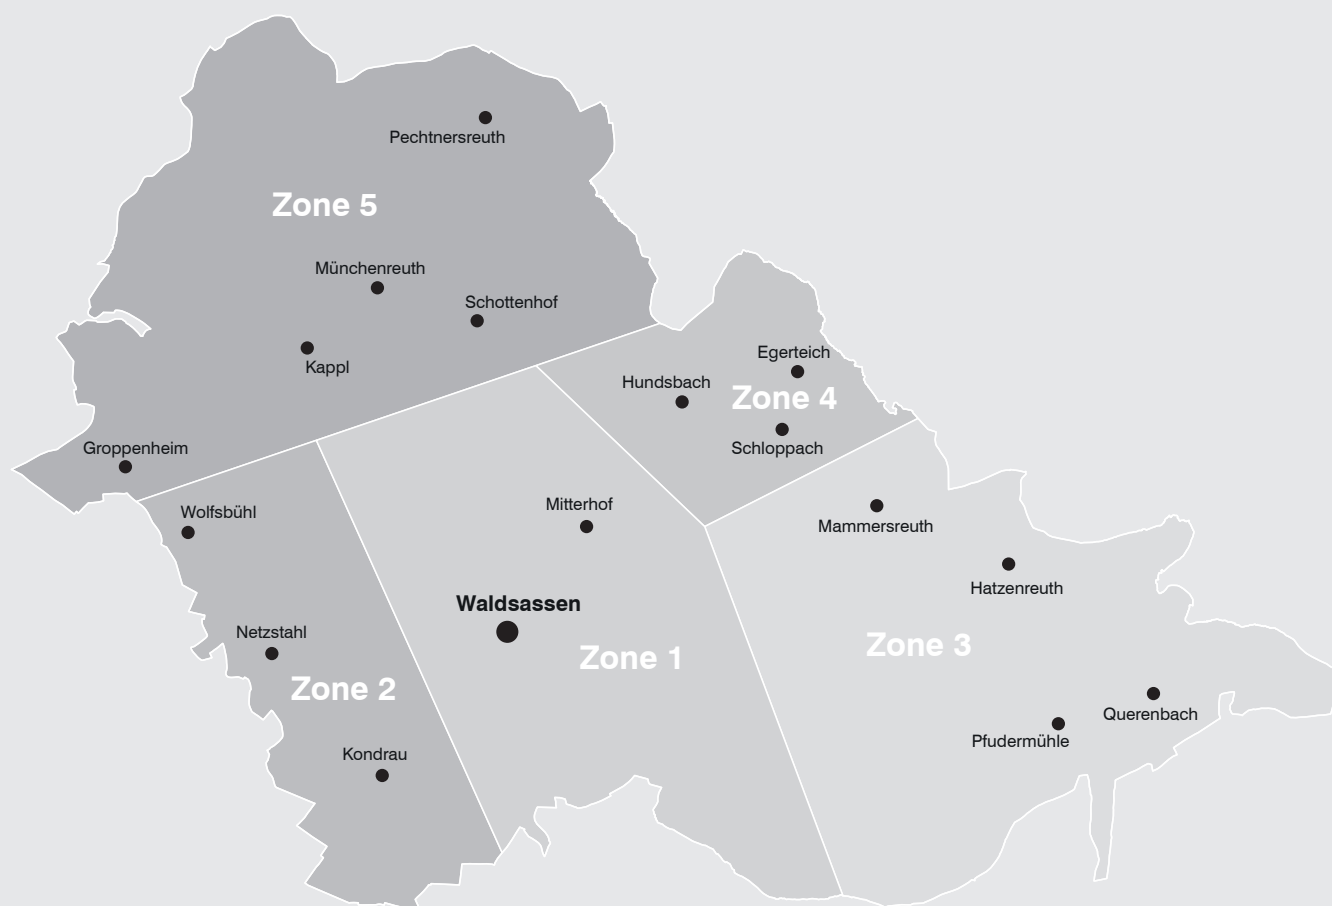 Pechtnersreuth
Zone 5
Münchenreuth
Schottenhof
Kappl
Egerteich
Hundsbach
Zone 4
Schloppach
Groppenheim
Wolfsbühl
Mitterhof
Mammersreuth
Hatzenreuth
Waldsassen
Netzstahl
Zone 1
Zone 3
Zone 2
Querenbach
Pfudermühle
Kondrau